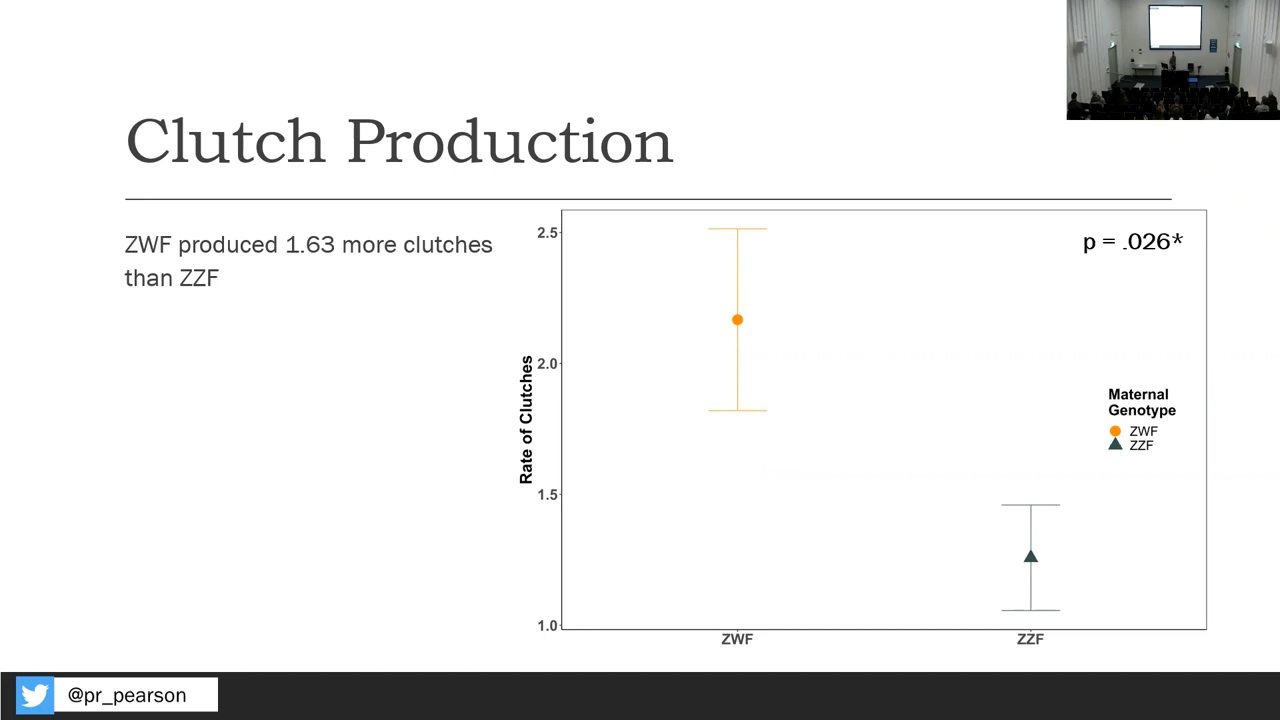 Clutch Production
ZWF produced 1.63 more clutches
than ZZF
p = .026*
Rate of Clutches
2.5
2.0
1.5
1.0
ZWF
ZZF
Maternal
Genotype
ZWF
ZZF
@pr_pearson